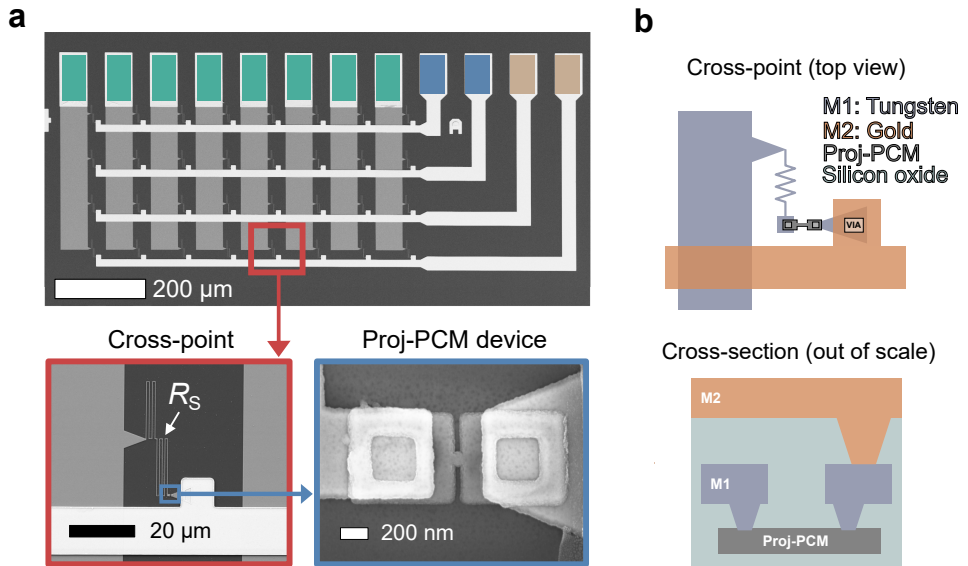 a
200 µm
Cross-point
R_S
20 µm
Proj-PCM device
200 nm
b
Cross-point (top view)
M1: Tungsten
M2: Gold
Proj-PCM
Silicon oxide
VIA
Cross-section (out of scale)
M2
M1
Proj-PCM